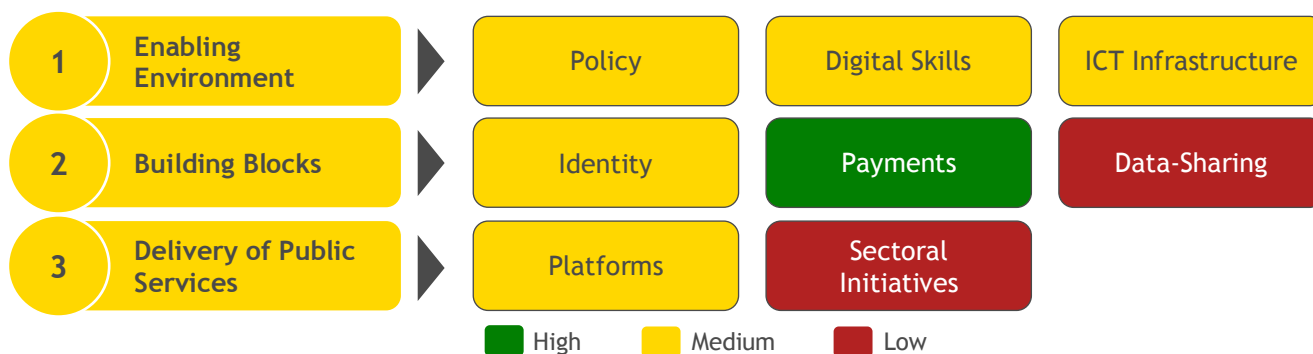 1
Enabling
Environment
Policy
Digital Skills
ICT Infrastructure
2
Building Blocks
Identity
Payments
Data-Sharing
3
Delivery of Public
Services
Platforms
Sectoral
Initiatives
High
Medium
Low